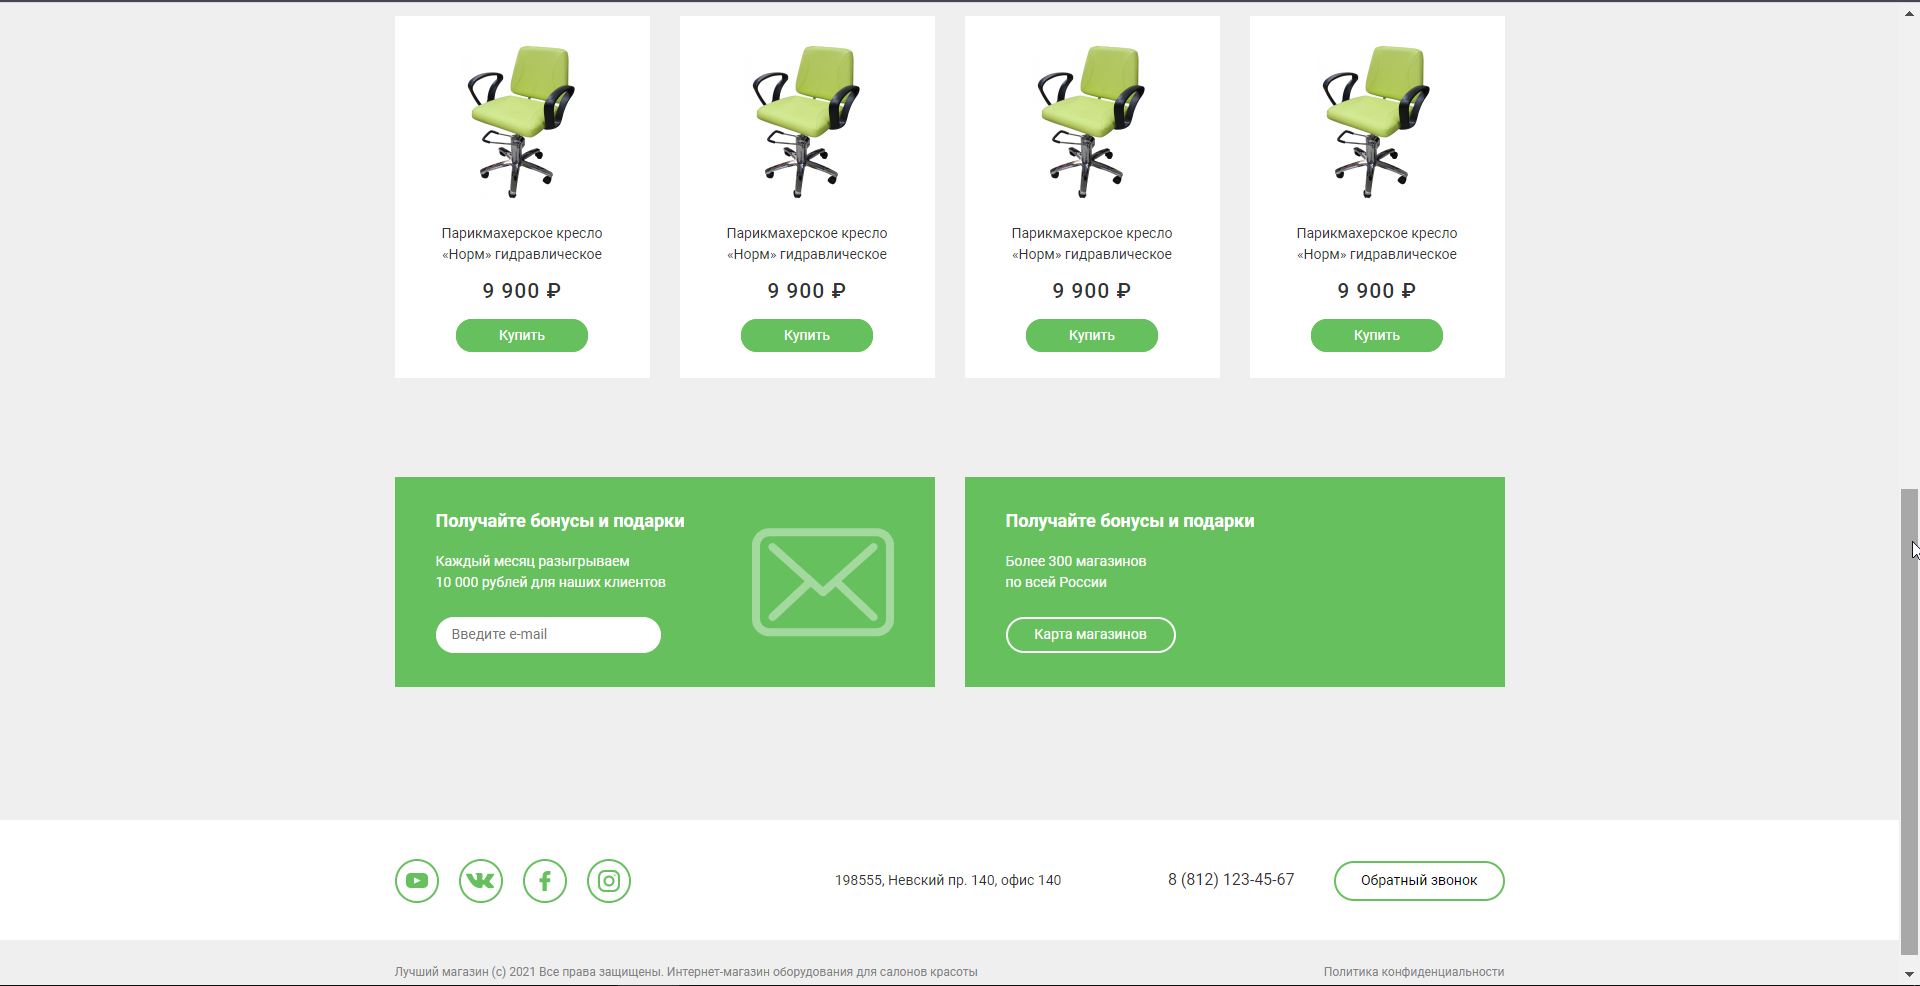 Парикмахерское кресло
«Норм» гидравлическое
9 900 ₽
Купить
Парикмахерское кресло
«Норм» гидравлическое
9 900 ₽
Купить
Парикмахерское кресло
«Норм» гидравлическое
9 900 ₽
Купить
Парикмахерское кресло
«Норм» гидравлическое
9 900 ₽
Купить
Получайте бонусы и подарки
Каждый месяц разыгрываем
10 000 рублей для наших клиентов
Введите e-mail
Получайте бонусы и подарки
Более 300 магазинов
по всей России
Карта магазинов
198555, Невский пр. 140, офис 140
8 (812) 123-45-67
Обратный звонок
Лучший магазин (с) 2021 Все права защищены. Интернет-магазин оборудования для салонов красоты
Политика конфиденциальности